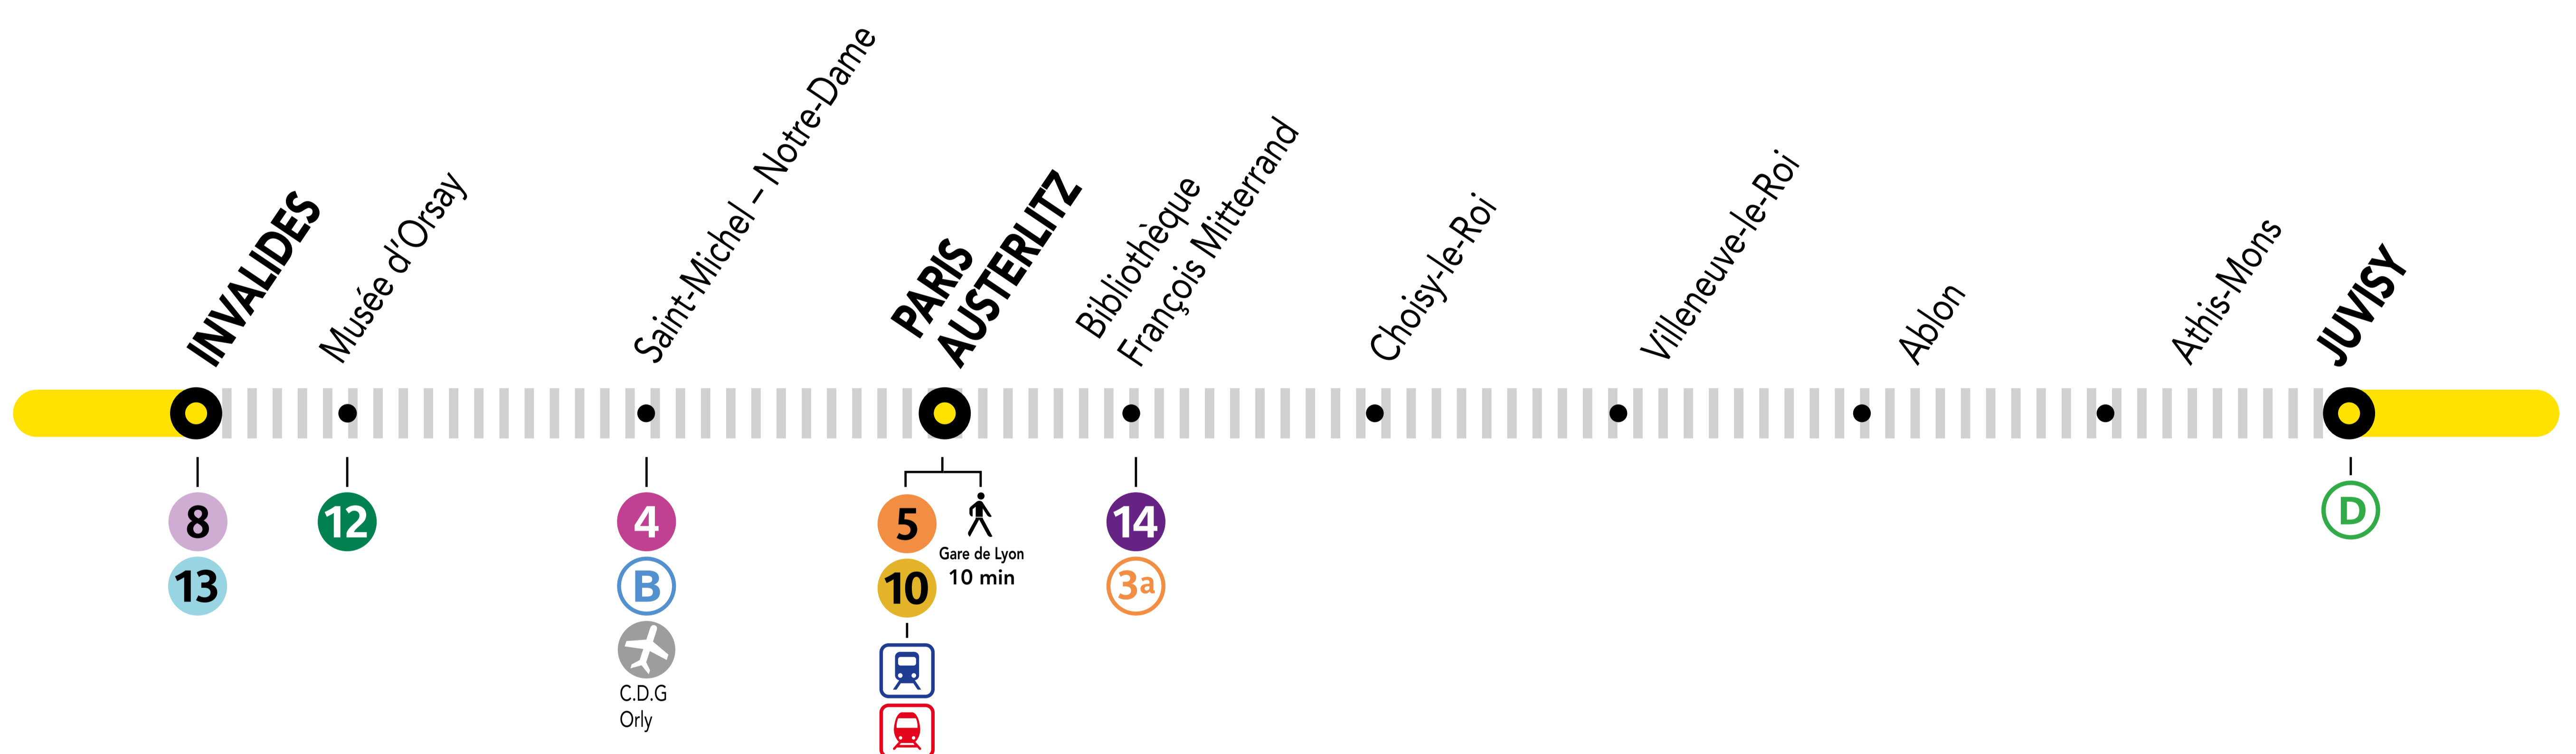 INVALIDES
Musée d'Orsay
Saint-Michel – Notre-Dame
PARIS
AUSTERLITZ
Bibliothèque
François Mitterrand
Choisy-le-Roi
Villeneuve-le-Roi
Ablon
Athis-Mons
JUVISY
8
13
12
4
B
C.D.G
Orly
5
10
Gare de Lyon
10 min
14
3a
D